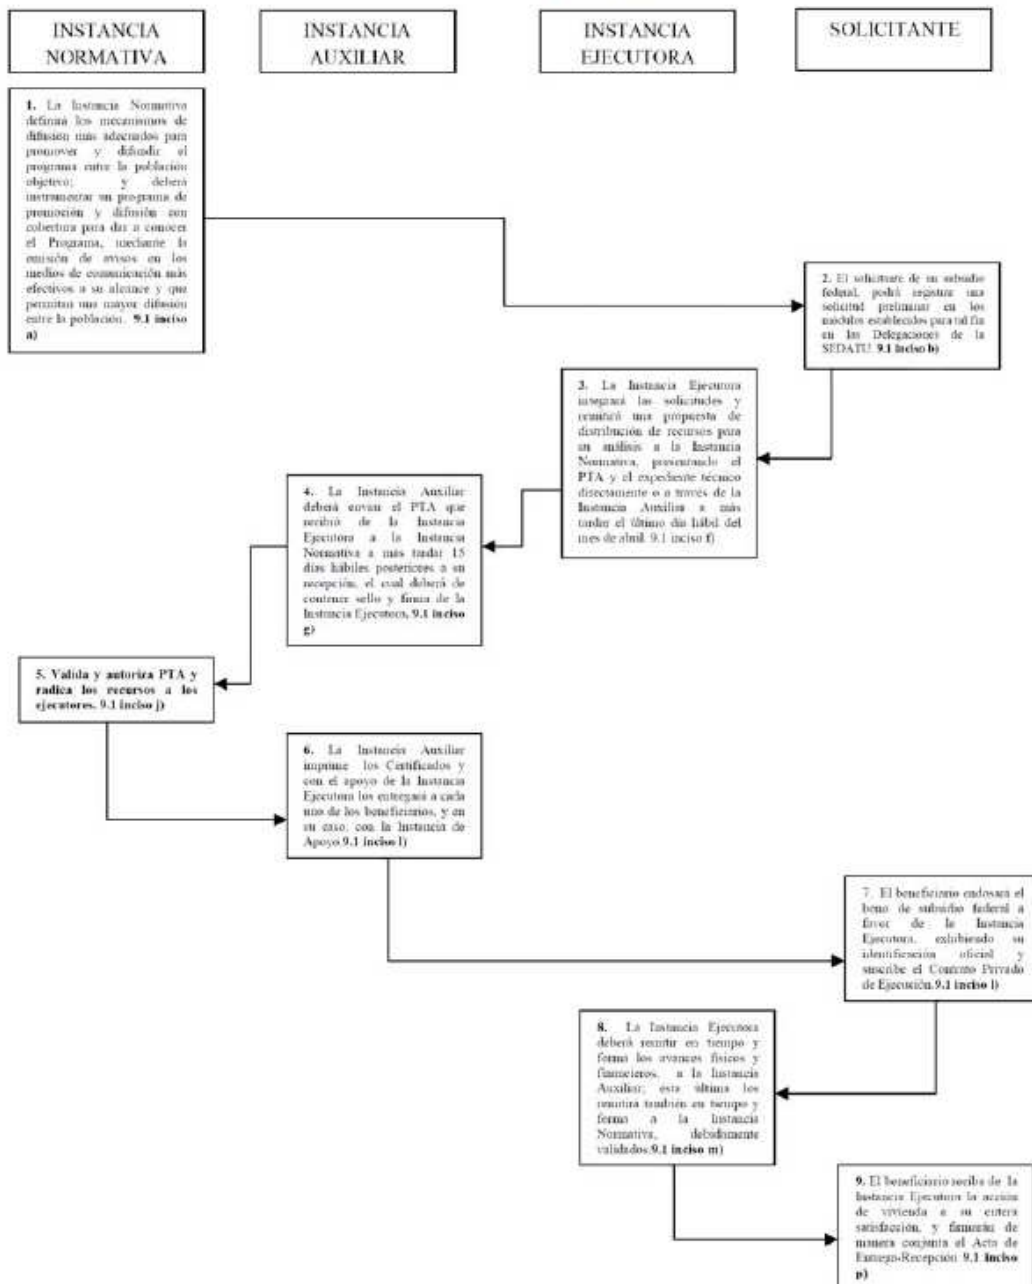 INSTANCIA
NORMATIVA
INSTANCIA
AUXILIAR
INSTANCIA
EJECUTORA
SOLICITANTE
1. La Instancia Normativa
definirá los mecanismos de
difusión más adecuados para
promover y difundir el
programa entre la población
objetivo; y deberá
instrumentar un programa de
promoción y difusión con
cobertura para dar a conocer
el Programa, mediante la
emisión de avisos en los
medios de comunicación más
efectivos a su alcance y que
permitan una mayor difusión
entre la población. 9.1 inciso
a)
2. El solicitante de un subsidio
federal, podrá registrar una
solicitud preliminar en los
módulos establecidos para tal fin
en las Delegaciones de la
SEDATU. 9.1 inciso b)
3. La Instancia Ejecutora
integrará las solicitudes y
remitirá una propuesta de
distribución de recursos para
su análisis a la Instancia
Normativa, presentando el
PTA y el expediente técnico
directamente o a través de la
Instancia Auxiliar a más
tardar el último día hábil del
mes de abril. 9.1 inciso f)
4. La Instancia Auxiliar
deberá enviar el PTA que
recibió de la Instancia
Ejecutora a la Instancia
Normativa a más tardar 15
días hábiles posteriores a su
recepción, el cual deberá de
contener sello y firma de la
Instancia Ejecutora. 9.1 inciso
g)
5. Valida y autoriza PTA y
radica los recursos a los
ejecutores. 9.1 inciso j)
6. La Instancia Auxiliar
imprime los Certificados y
con el apoyo de la Instancia
Ejecutora los entregará a cada
uno de los beneficiarios, y en
su caso, con la Instancia de
Apoyo.9.1 inciso l)
7. El beneficiario endosará el
bono de subsidio federal a
favor de la Instancia
Ejecutora, exhibiendo su
identificación oficial y
suscribe el Contrato Privado
de Ejecución.9.1 inciso l)
8. La Instancia Ejecutora
deberá remitir en tiempo y
forma los avances físicos y
financieros, a la Instancia
Auxiliar; ésta última los
remitirá también en tiempo y
forma a la Instancia
Normativa, debidamente
validados.9.1 inciso m)
9. El beneficiario reciba de la
Instancia Ejecutora la acción
de vivienda a su entera
satisfacción, y firmarán de
manera conjunta el Acta de
Entrega-Recepción 9.1 inciso
p)